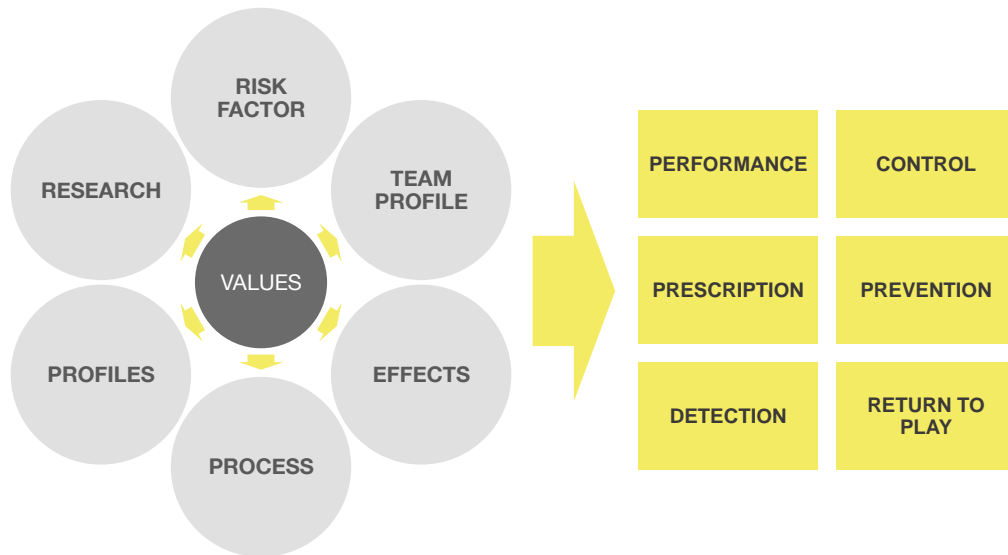 RISK
FACTOR
RESEARCH
TEAM
PROFILE
VALUES
PROFILES
EFFECTS
PROCESS
PERFORMANCE
CONTROL
PRESCRIPTION
PREVENTION
DETECTION
RETURN TO
PLAY